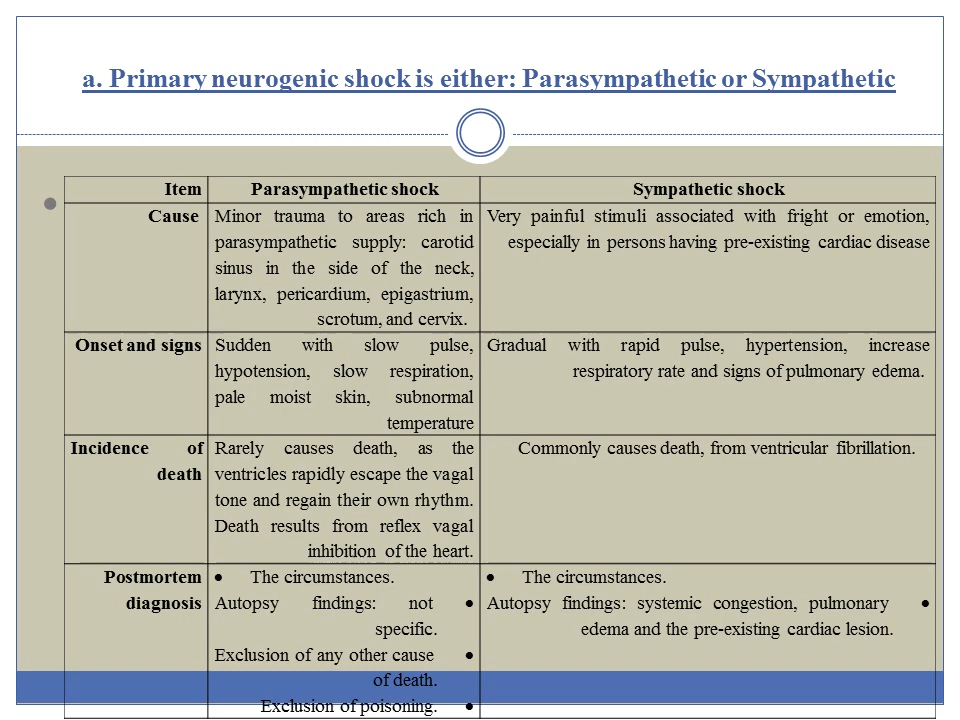 a. Primary neurogenic shock is either: Parasympathetic or Sympathetic
Item
Parasympathetic shock
Sympathetic shock
Cause
Minor trauma to areas rich in
parasympathetic supply: carotid
sinus in the side of the neck,
larynx, pericardium, epigastrium,
scrotum, and cervix.
Very painful stimuli associated with fright or emotion,
especially in persons having pre-existing cardiac disease
Onset and signs
Sudden with slow pulse,
hypotension, slow respiration,
pale moist skin, subnormal
temperature
Gradual with rapid pulse, hypertension, increase
respiratory rate and signs of pulmonary edema.
Incidence of
death
Rarely causes death, as the
ventricles rapidly escape the vagal
tone and regain their own rhythm.
Death results from reflex vagal
inhibition of the heart.
Commonly causes death, from ventricular fibrillation.
Postmortem
diagnosis
• The circumstances.
Autopsy findings: not •
specific.
Exclusion of any other cause •
of death.
Exclusion of poisoning. •
• The circumstances.
Autopsy findings: systemic congestion, pulmonary •
edema and the pre-existing cardiac lesion.